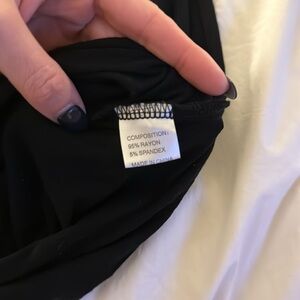 COMPOSITION:
95% RAYON
5% SPANDEX
MADE IN CHINA